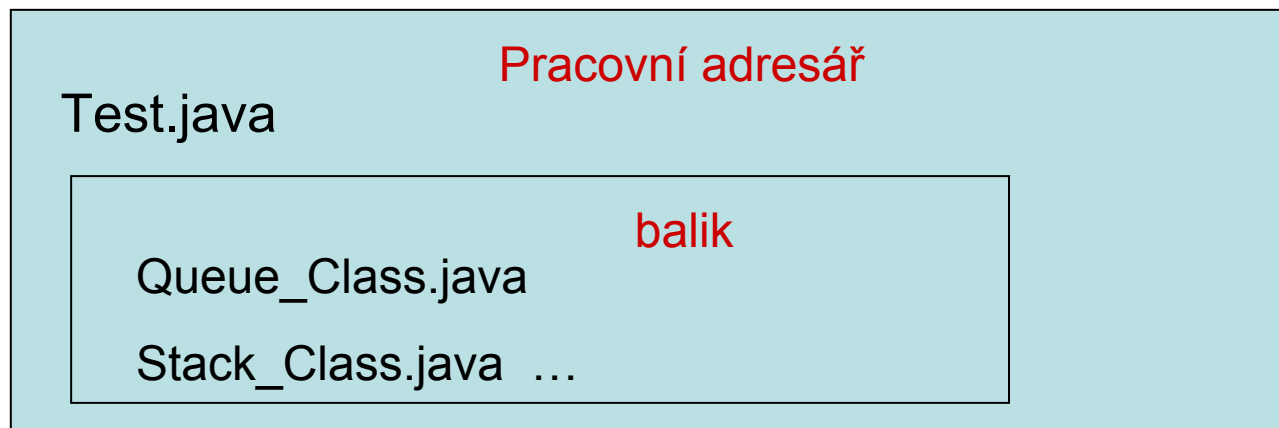 Pracovní adresář
Test.java
balik
Queue_Class.java
Stack_Class.java …